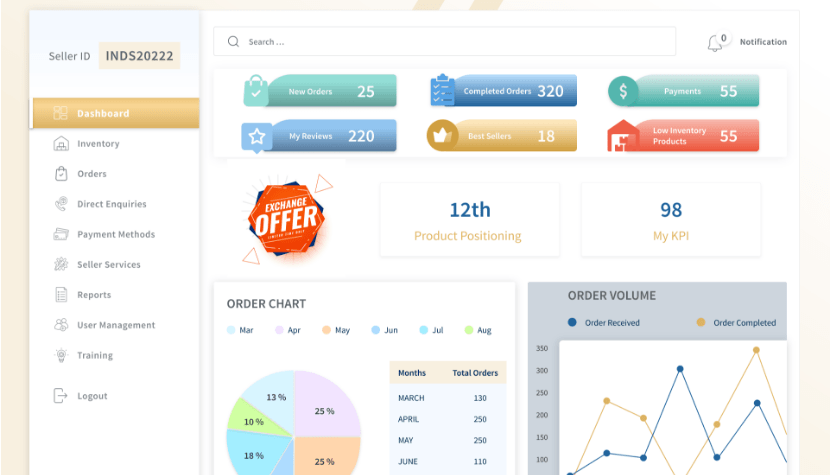 Seller ID INDS20222
Search ...
0
Notification
New Orders 25
Completed Orders 320
Payments 55
My Reviews 220
Best Sellers 18
Low Inventory
Products 55
Dashboard
Inventory
Orders
Direct Enquiries
Payment Methods
Seller Services
Reports
User Management
Training
Logout
EXCHANGE
OFFER
12th
Product Positioning
98
My KPI
ORDER CHART
Mar Apr May Jun Jul Aug
13 %
25 %
10 %
18 %
25 %
Months Total Orders
MARCH 130
APRIL 250
MAY 250
JUNE 110
ORDER VOLUME
Order Received Order Completed
350
300
250
200
150
100